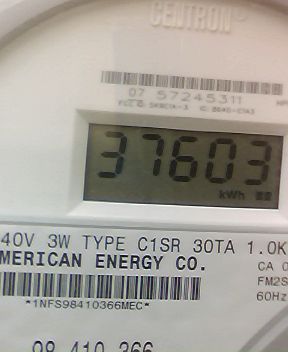 CENTRON®
07 57245311
37603
kWh
40V 3W TYPE C1SR 30TA 1.0K
MERICAN ENERGY CO.
CA 0
*1NFS98410366MEC*
FM2S
60Hz
98 410 366